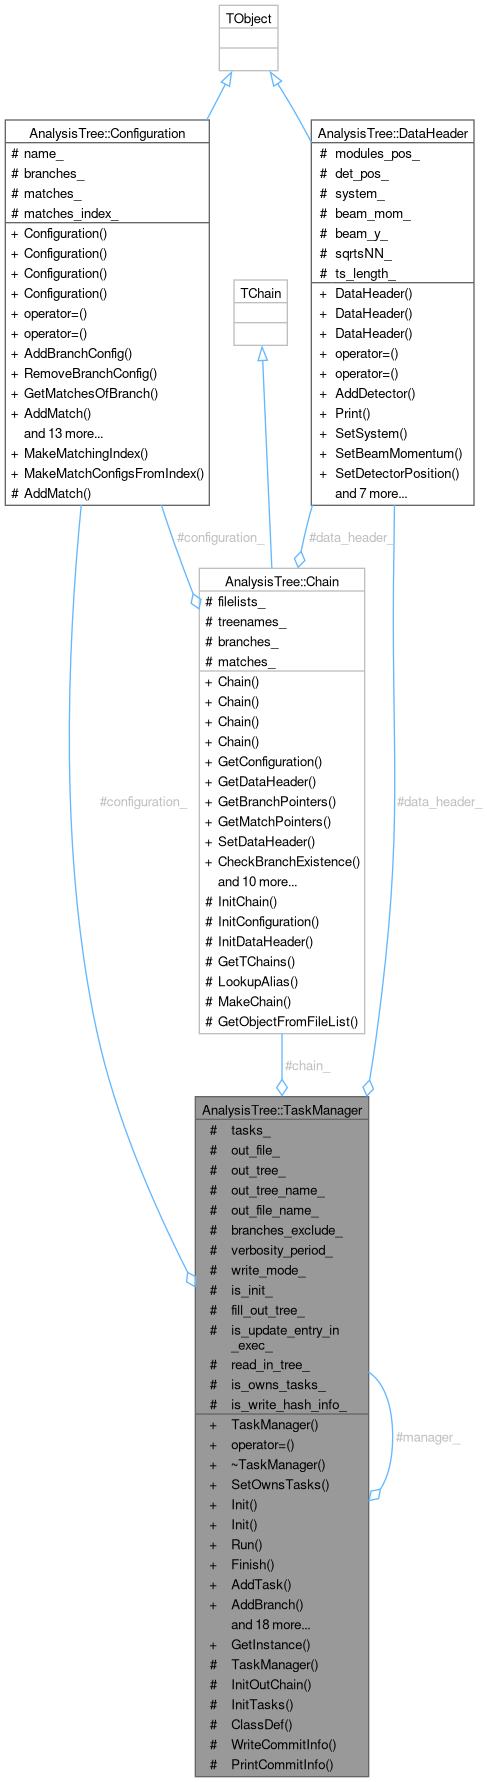 TObject
AnalysisTree::Configuration
# name_
# branches_
# matches_
# matches_index_
+ Configuration()
+ Configuration()
+ Configuration()
+ Configuration()
+ operator=()
+ operator=()
+ AddBranchConfig()
+ RemoveBranchConfig()
+ GetMatchesOfBranch()
+ AddMatch()
and 13 more...
+ MakeMatchingIndex()
+ MakeMatchConfigsFromIndex()
# AddMatch()
AnalysisTree::DataHeader
# modules_pos_
# det_pos_
# system_
# beam_mom_
# beam_y_
# sqrtsNN_
# ts_length_
+ DataHeader()
+ DataHeader()
+ DataHeader()
+ operator=()
+ operator=()
+ AddDetector()
+ Print()
+ SetSystem()
+ SetBeamMomentum()
+ SetDetectorPosition()
and 7 more...
TChain
#configuration_
#data_header_
AnalysisTree::Chain
# filelists_
# treenames_
# branches_
# matches_
+ Chain()
+ Chain()
+ Chain()
+ Chain()
+ GetConfiguration()
+ GetDataHeader()
+ GetBranchPointers()
+ GetMatchPointers()
+ SetDataHeader()
+ CheckBranchExistence()
and 10 more...
# InitChain()
# InitConfiguration()
# InitDataHeader()
# GetTChains()
# LookupAlias()
# MakeChain()
# GetObjectFromFileList()
#configuration_
#data_header_
#chain_
AnalysisTree::TaskManager
# tasks_
# out_file_
# out_tree_
# out_tree_name_
# out_file_name_
# branches_exclude_
# verbosity_period_
# write_mode_
# is_init_
# fill_out_tree_
# is_update_entry_in
_exec_
# read_in_tree_
# is_owns_tasks_
# is_write_hash_info_
+ TaskManager()
+ operator=()
+ ~TaskManager()
+ SetOwnsTasks()
+ Init()
+ Init()
+ Run()
+ Finish()
+ AddTask()
+ AddBranch()
and 18 more...
+ GetInstance()
# TaskManager()
# InitOutChain()
# InitTasks()
# ClassDef()
# WriteCommitInfo()
# PrintCommitInfo()
#manager_